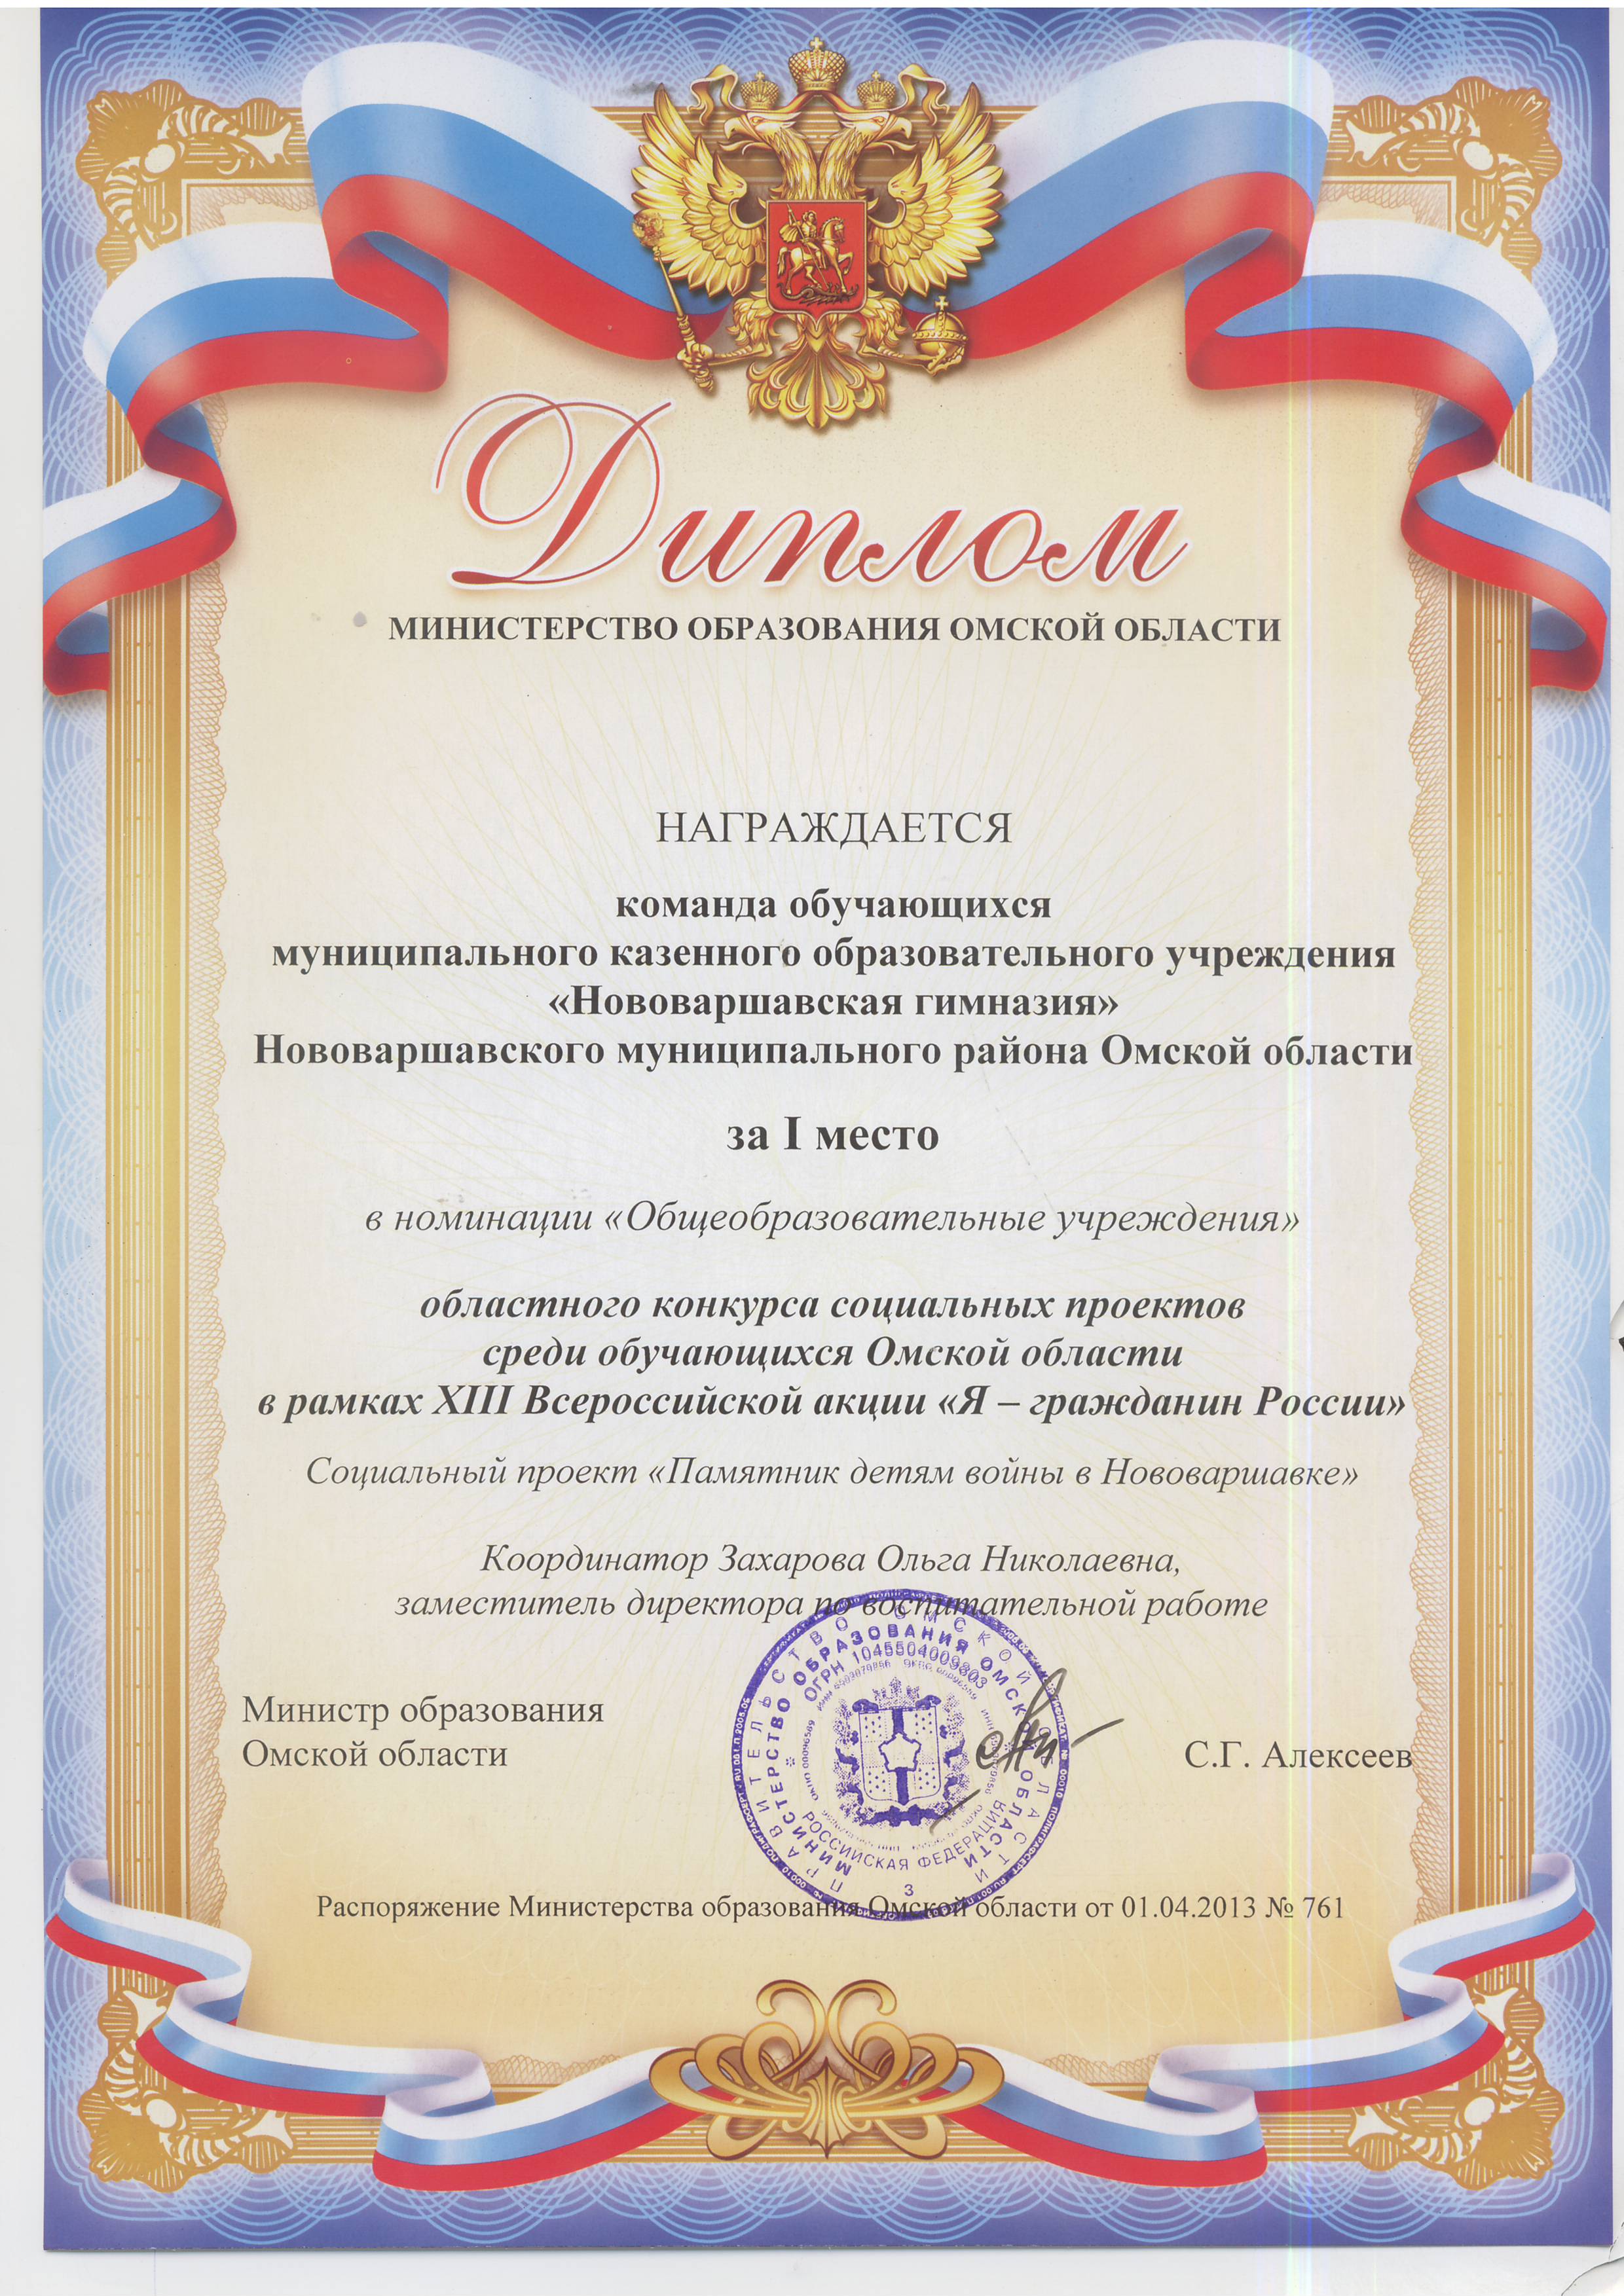 Диплом
МИНИСТЕРСТВО ОБРАЗОВАНИЯ ОМСКОЙ ОБЛАСТИ
НАГРАЖДАЕТСЯ
команда обучающихся
муниципального казенного образовательного учреждения
«Нововаршавская гимназия»
Нововаршавского муниципального района Омской области
за I место
в номинации «Общеобразовательные учреждения»
областного конкурса социальных проектов
среди обучающихся Омской области
в рамках XIII Всероссийской акции «Я – гражданин России»
Социальный проект «Памятник детям войны в Нововаршавке»
Координатор Захарова Ольга Николаевна,
заместитель директора по воспитательной работе
ПРАВИТЕЛЬСТВО ОМСКОЙ ОБЛАСТИ
МИНИСТЕРСТВО ОБРАЗОВАНИЯ ОМСКОЙ ОБЛАСТИ
ОГРН 1045504009803
РОССИЙСКАЯ ФЕДЕРАЦИЯ
3
Министр образования
Омской области
С.Г. Алексеев
Распоряжение Министерства образования Омской области от 01.04.2013 № 761